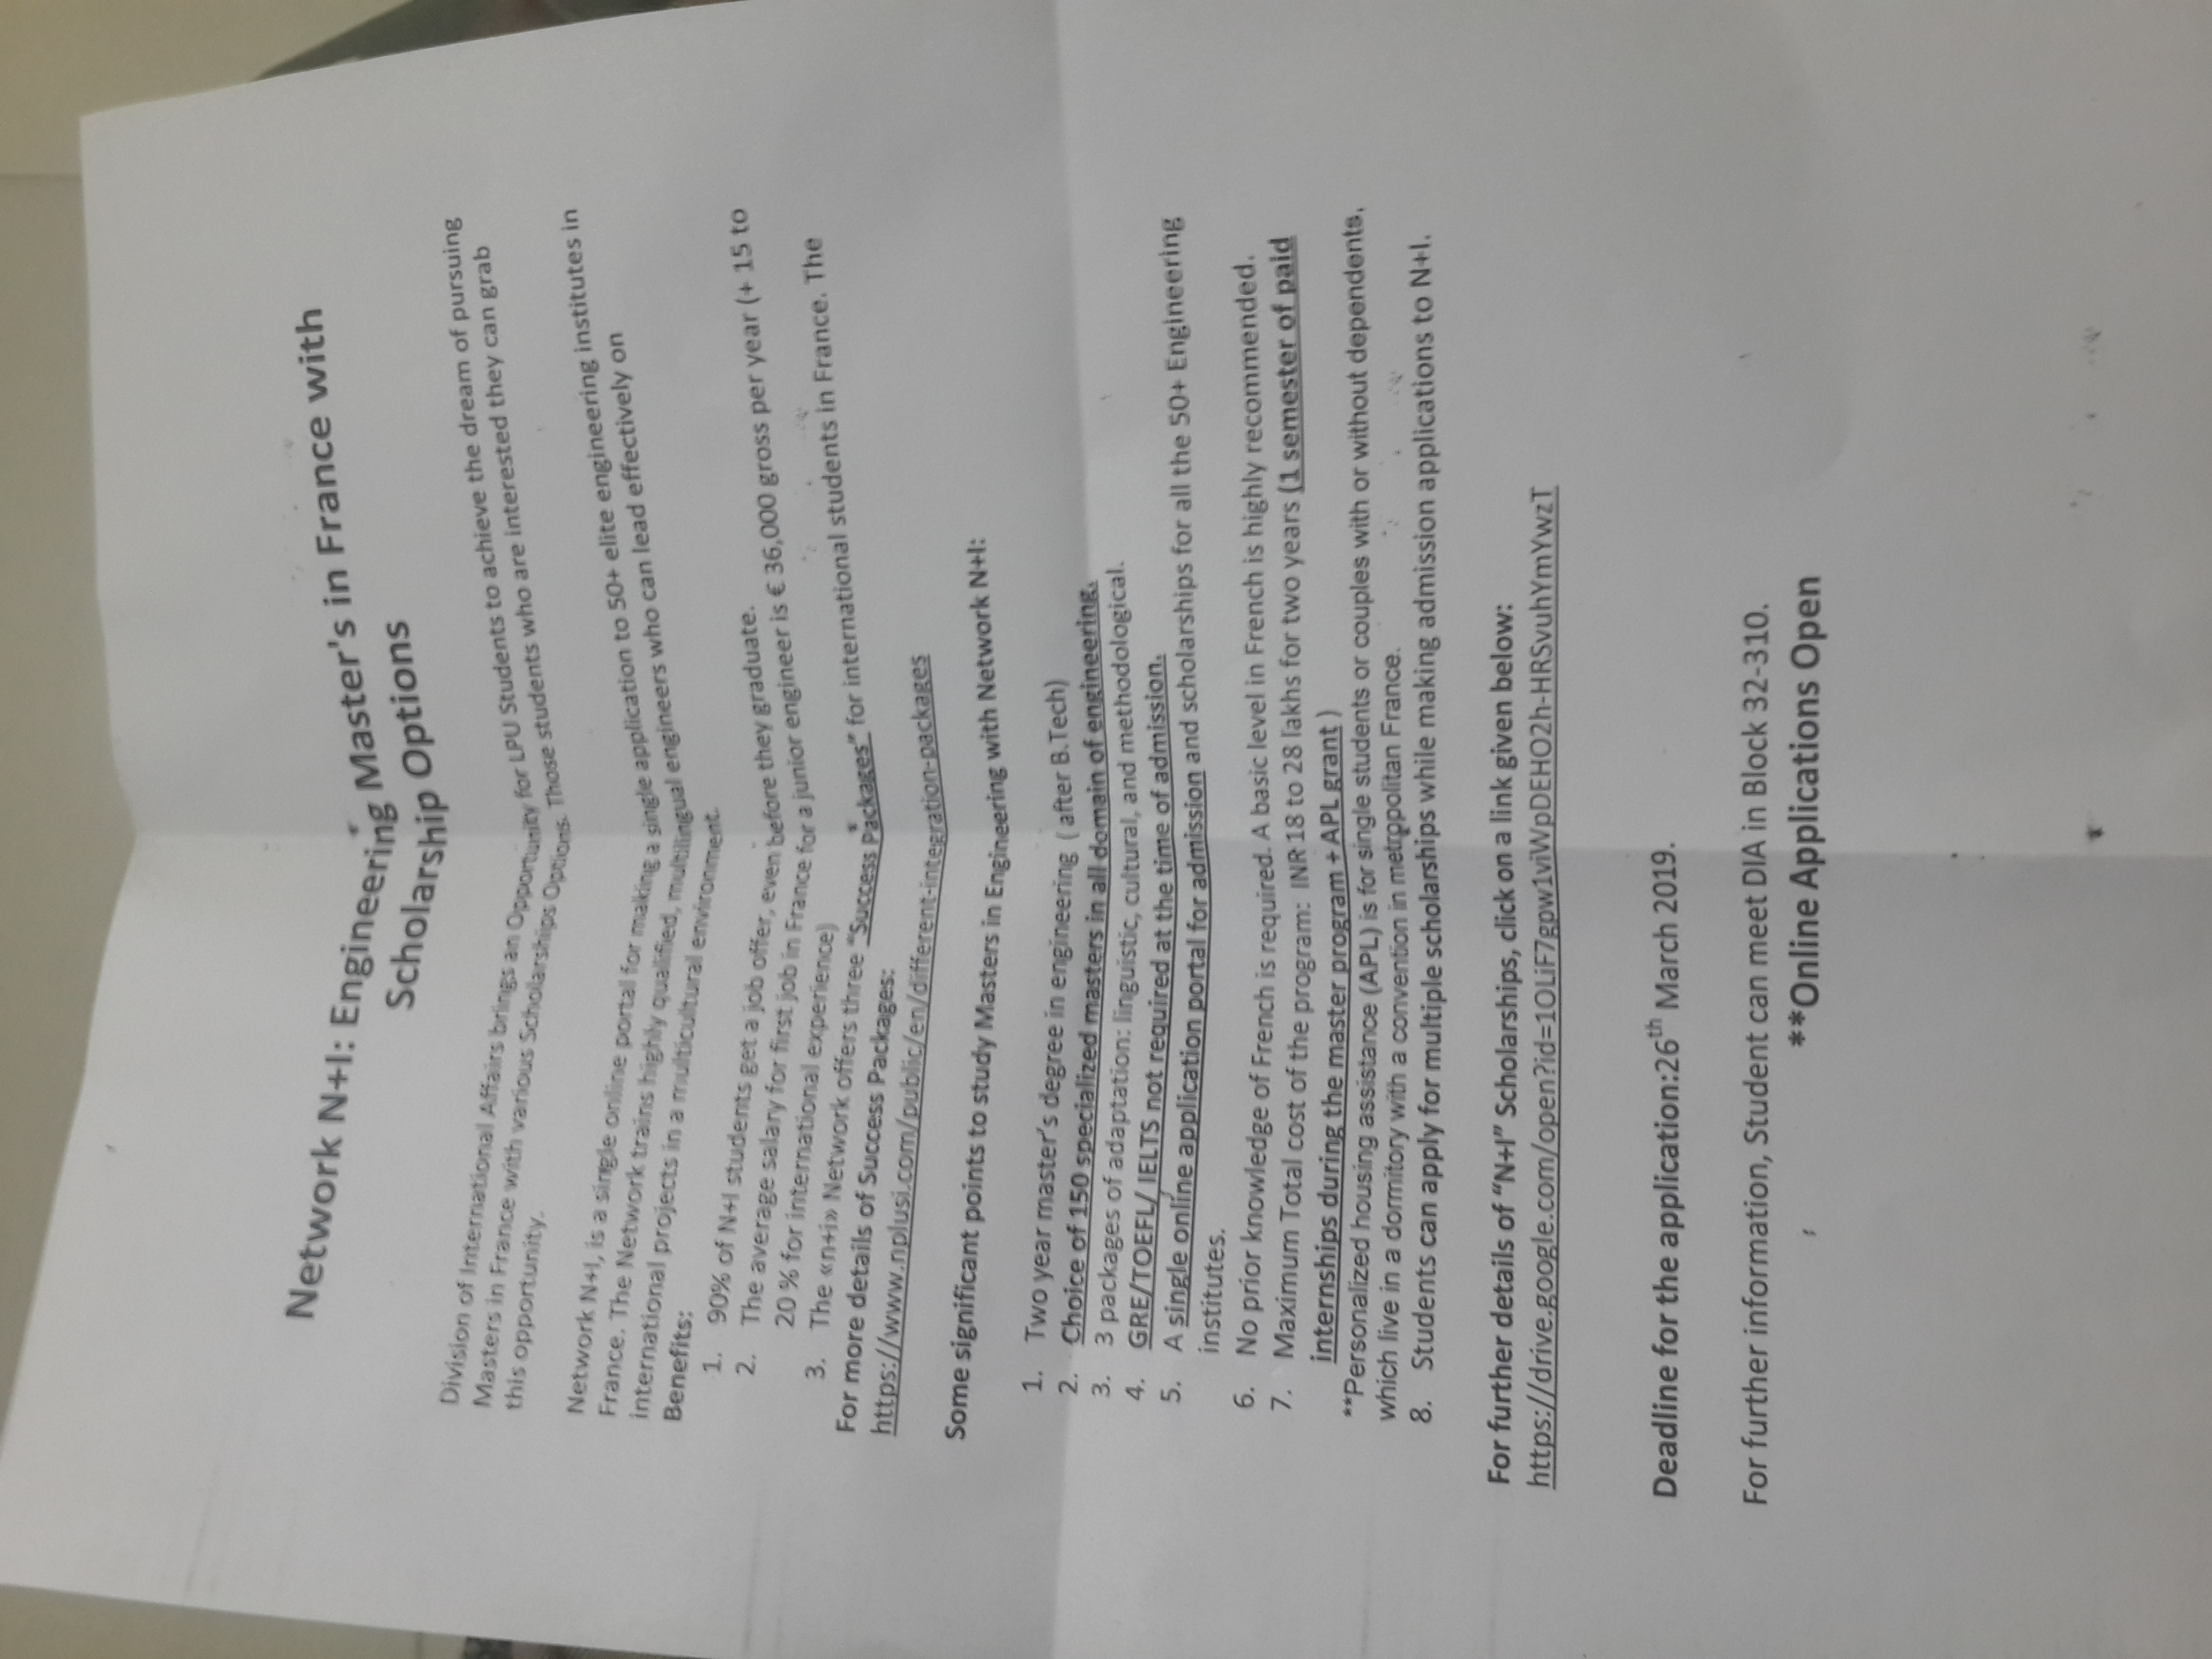 Network N+I: Engineering Master's in France with
Scholarship Options
Division of International Affairs brings an Opportunity for LPU Students to achieve the dream of pursuing
Masters in France with various Scholarships Options. Those students who are interested they can grab
this opportunity.
Network N+I, is a single online portal for making a single application to 50+ elite engineering institutes in
France. The Network trains highly qualified, multilingual engineers who can lead effectively on
international projects in a multicultural environment.
Benefits:
1. 90% of N+I students get a job offer, even before they graduate.
2. The average salary for first job in France for a junior engineer is € 36,000 gross per year (+ 15 to
20 % for international experience)
3. The «n+i» Network offers three "Success Packages" for international students in France. The
For more details of Success Packages:
https://www.nplusi.com/public/en/different-integration-packages
Some significant points to study Masters in Engineering with Network N+I:
1. Two year master's degree in engineering ( after B.Tech)
2. Choice of 150 specialized masters in all domain of engineering.
3. 3 packages of adaptation: linguistic, cultural, and methodological.
4. GRE/TOEFL/ IELTS not required at the time of admission.
5. A single online application portal for admission and scholarships for all the 50+ Engineering
institutes.
6. No prior knowledge of French is required. A basic level in French is highly recommended.
7. Maximum Total cost of the program: INR 18 to 28 lakhs for two years (1 semester of paid
internships during the master program + APL grant )
**Personalized housing assistance (APL) is for single students or couples with or without dependents,
which live in a dormitory with a convention in metropolitan France.
8. Students can apply for multiple scholarships while making admission applications to N+I.
For further details of “N+I” Scholarships, click on a link given below:
https://drive.google.com/open?id=1OLiF7gpw1viWpDEHO2h-HRSvuhYmYwzT
Deadline for the application:26th March 2019.
For further information, Student can meet DIA in Block 32-310.
**Online Applications Open